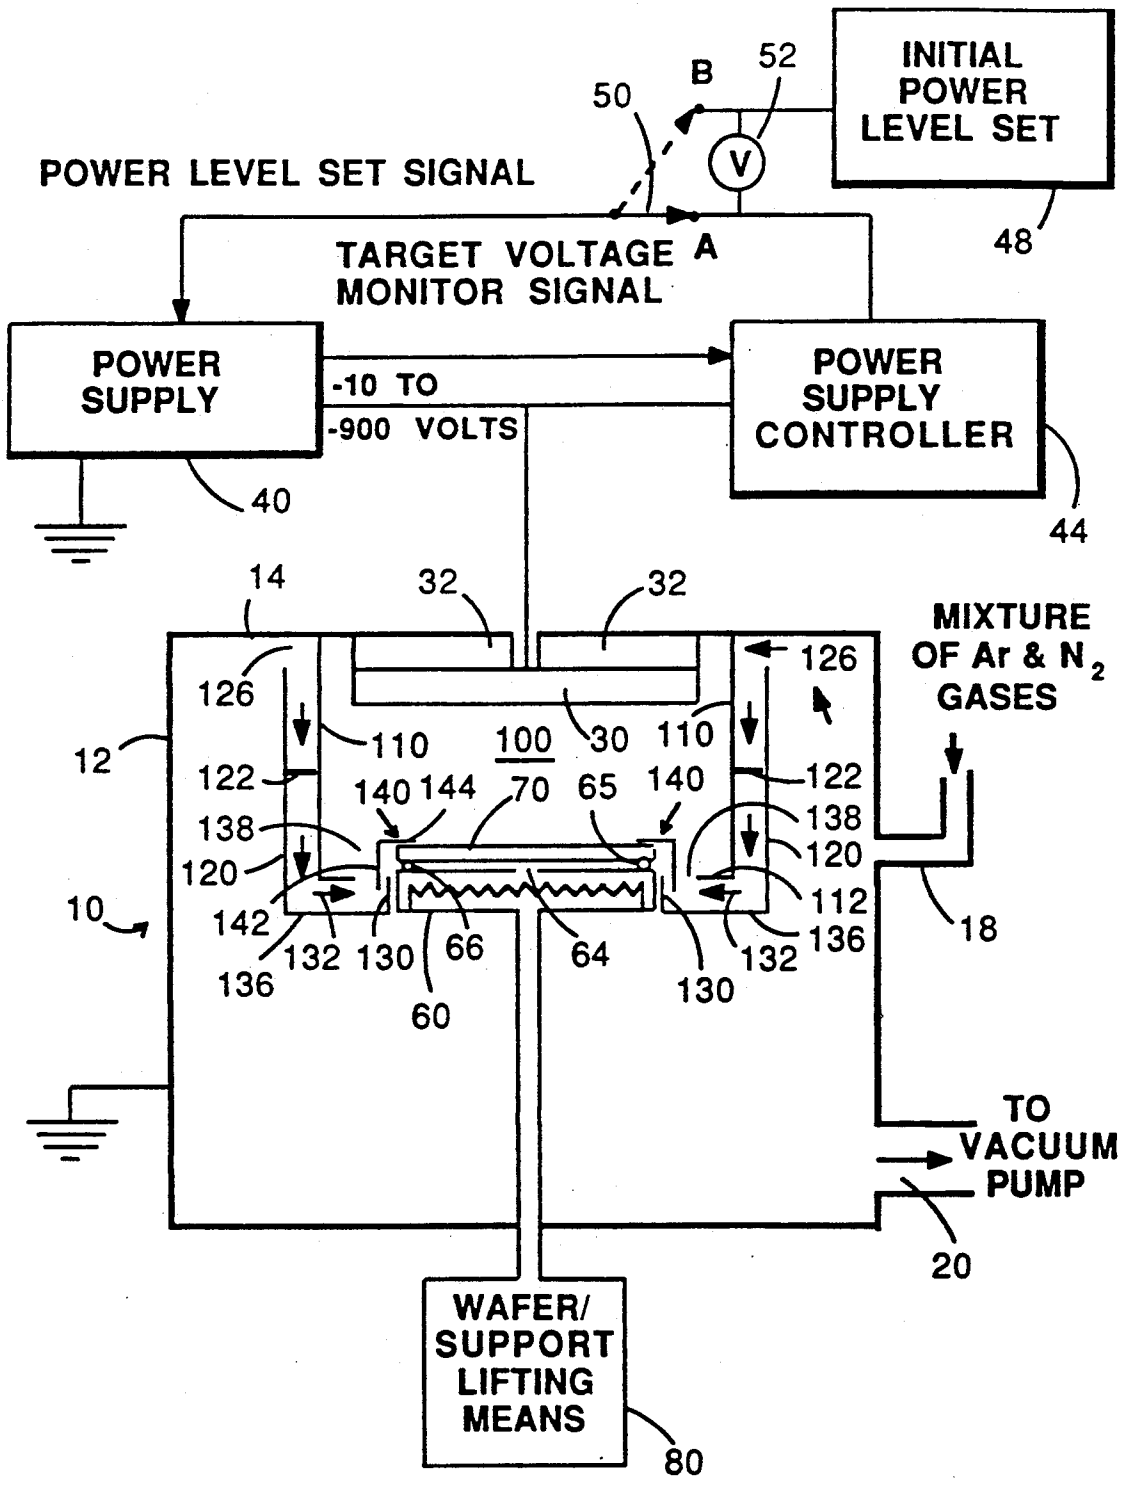 INITIAL
POWER
LEVEL SET
52
B
50
V
POWER LEVEL SET SIGNAL
48
A
TARGET VOLTAGE
MONITOR SIGNAL
POWER
SUPPLY
-10 TO
-900 VOLTS
POWER
SUPPLY
CONTROLLER
40
44
14
32
32
MIXTURE
OF Ar & N2
GASES
126
126
12
110
100
30
110
122
140
144
70
65
140
122
138
138
120
120
10
142
112
18
132
130
66
64
132
136
136
60
130
TO
VACUUM
PUMP
20
WAFER/
SUPPORT
LIFTING
MEANS
80